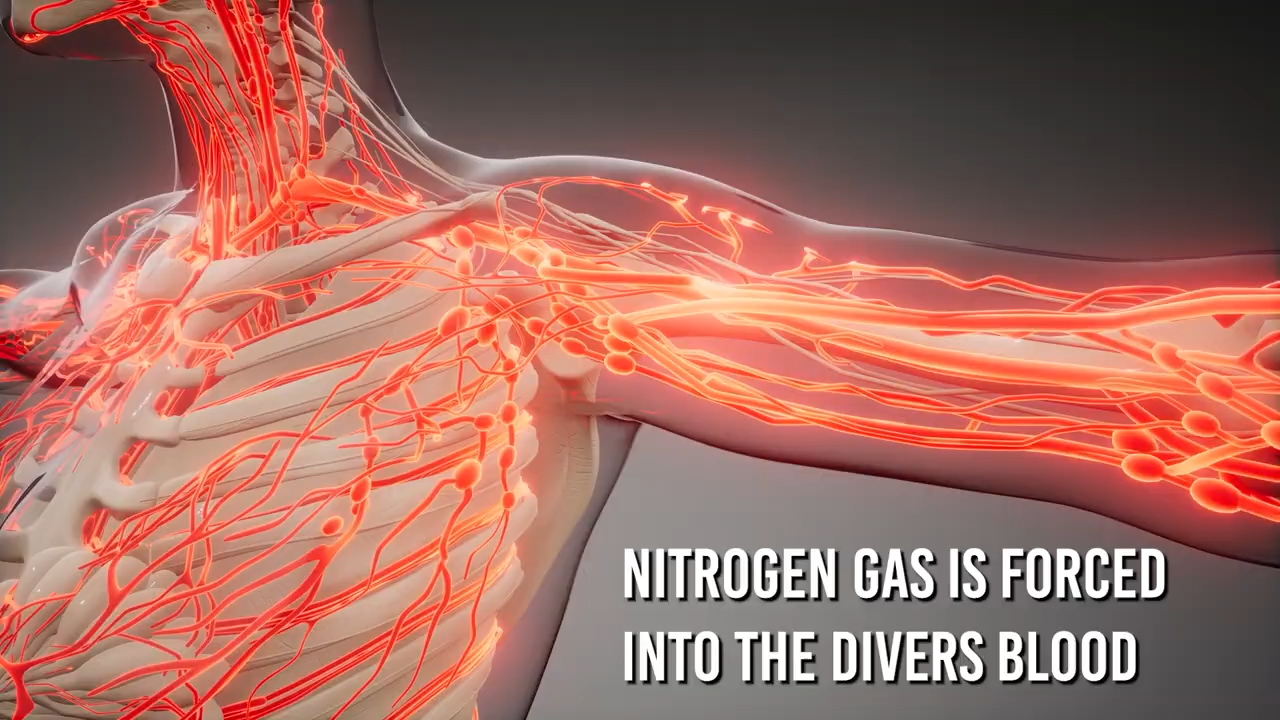 NITROGEN GAS IS FORCED
INTO THE DIVERS BLOOD